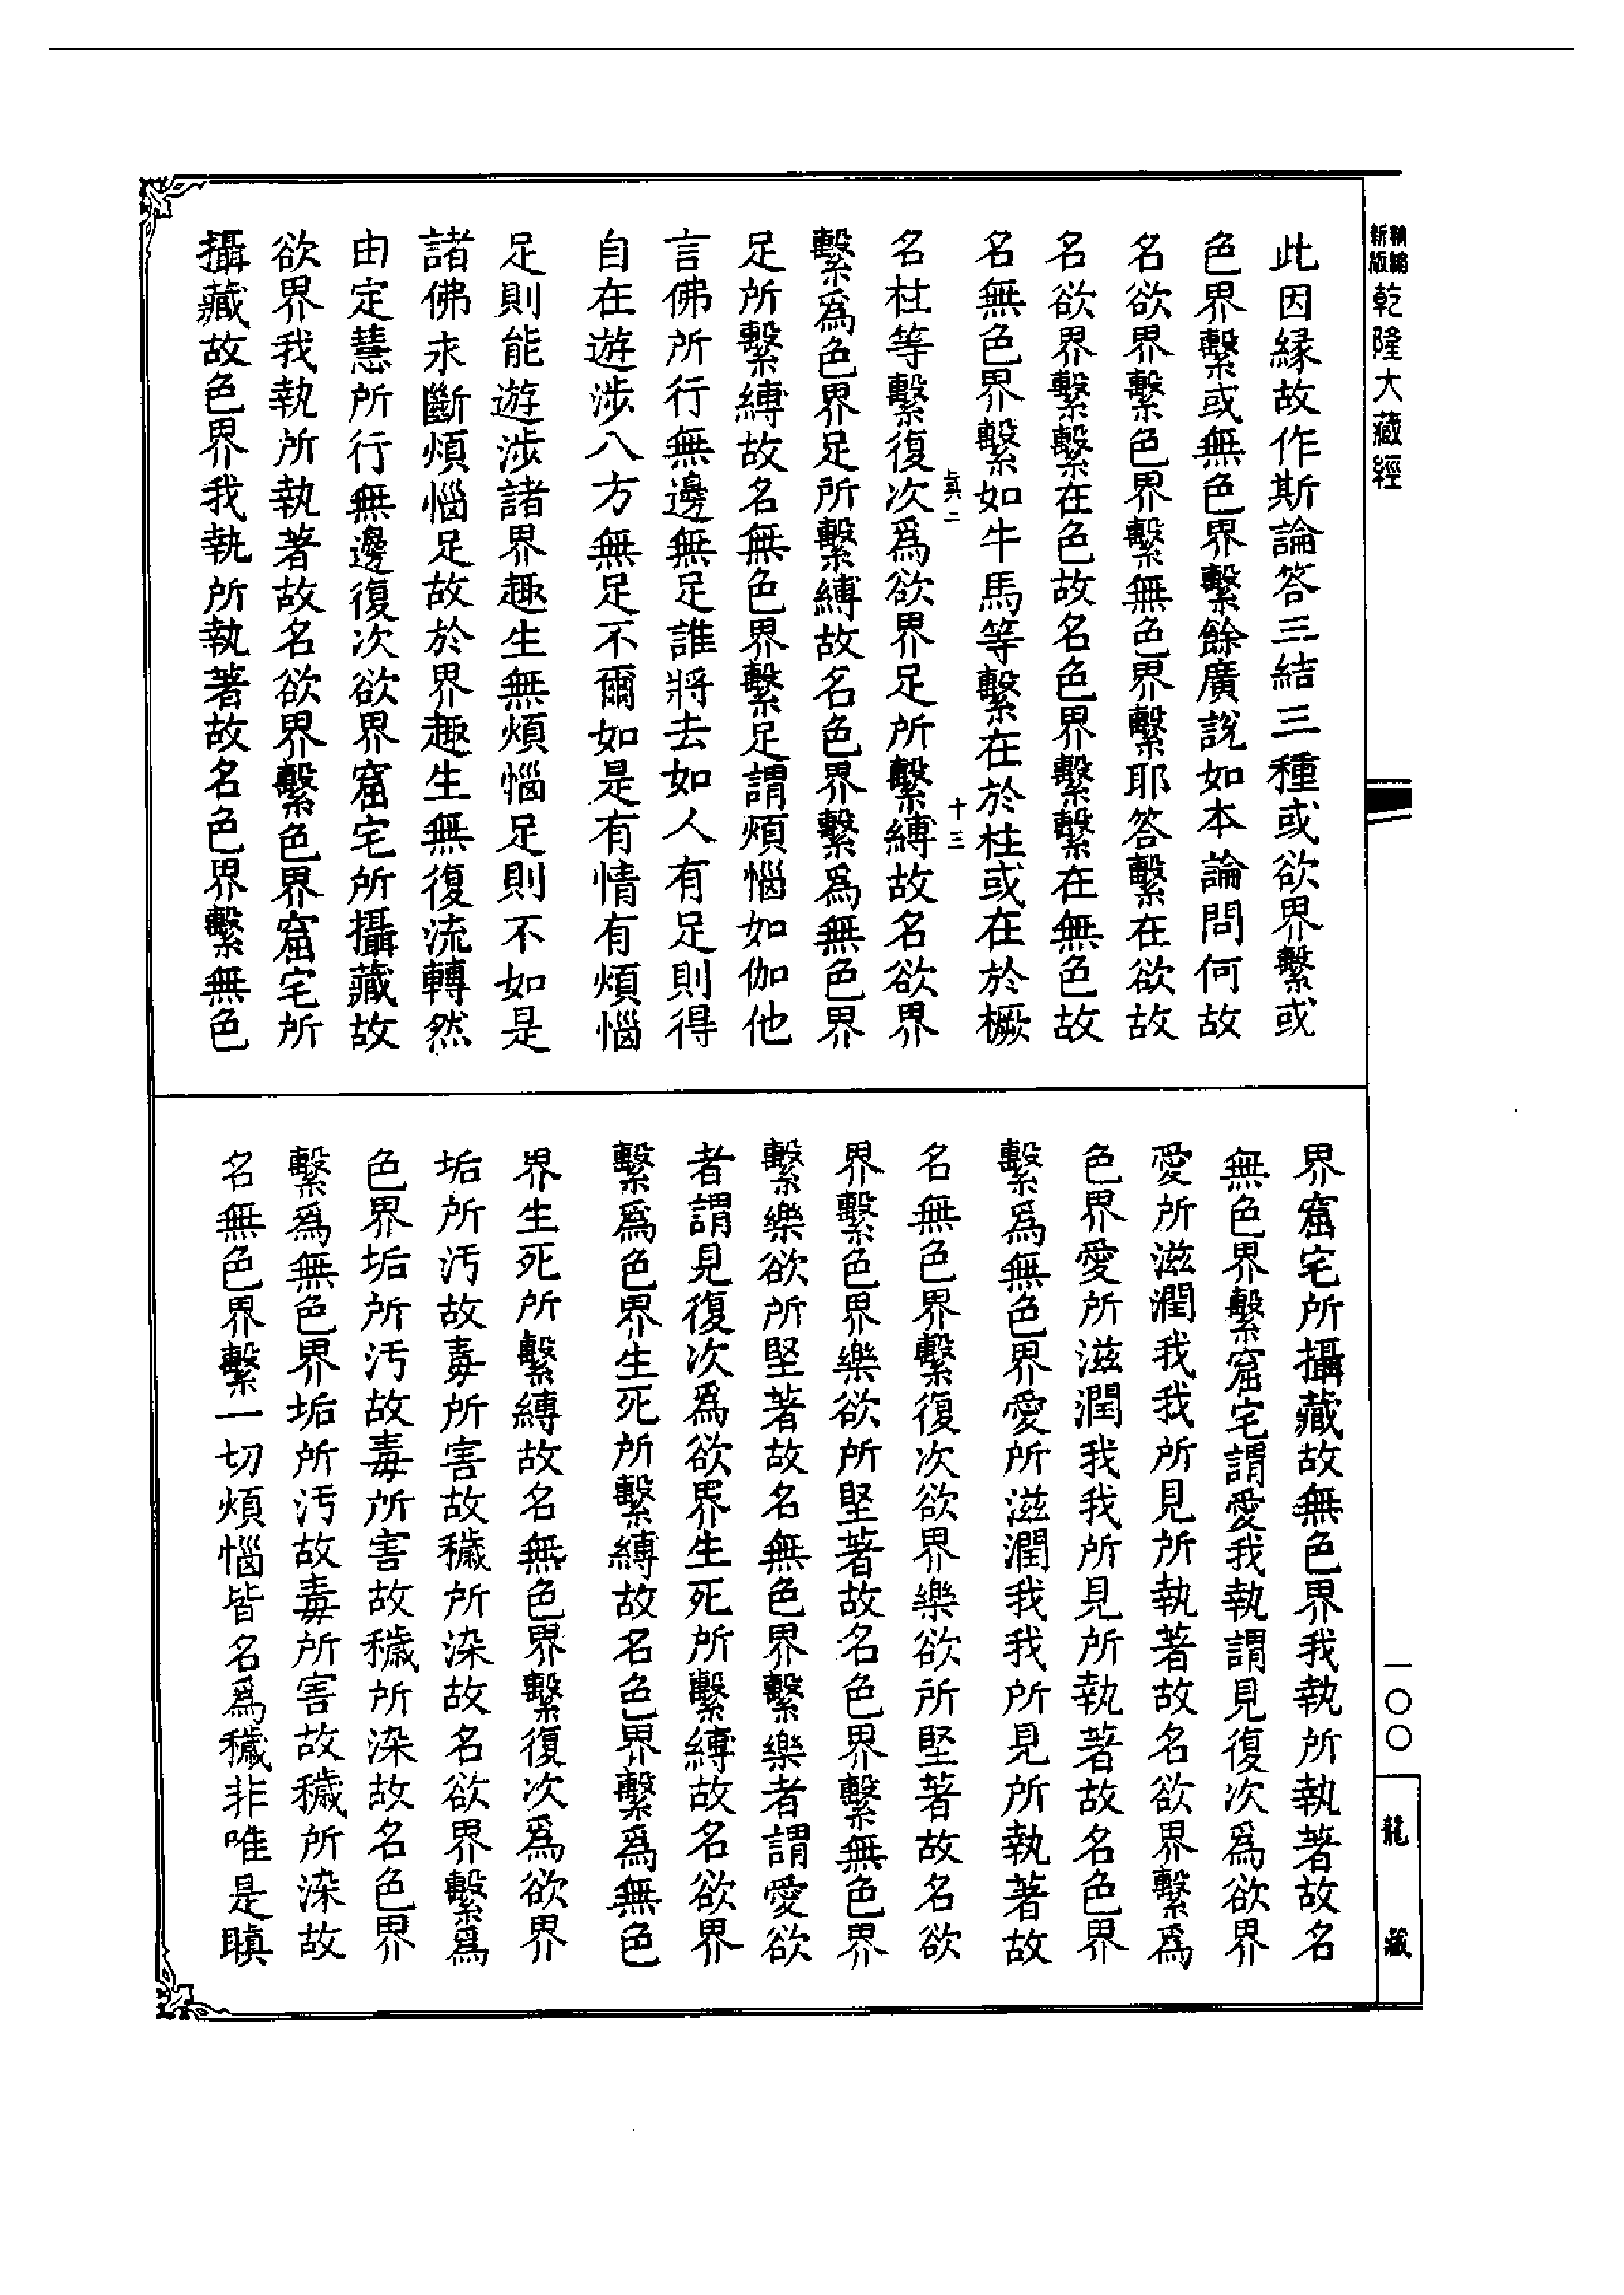 新編
新版
乾隆大藏經
此因緣故作斯論答三結三種或欲界繫或
色界繫或無色界繫餘廣說如本論問何故
名欲界繫色界繫無色界繫耶答繫在欲故
名欲界繫繫在色故名色界繫繫在無色故
名無色界繫如牛馬等繫在於柱或在於橛
名柱等繫復次爲欲界足所繫縛故名欲界
繫爲色界足所繫縛故名色界繫爲無色界
足所繫縛故名無色界繫足謂煩惱如伽他
言佛所行無邊無足誰將去如人有足則得
自在遊涉八方無足不爾如是有情有煩惱
足則能遊涉諸界趣生無煩惱足則不如是
諸佛永斷煩惱足故於界趣生無復流轉然
由定慧所行無邊復次欲界窟宅所攝藏故
欲界我執所執著故名欲界繫色界窟宅所
攝藏故色界我執所執著故名色界繫無色
十三
界窟宅所攝藏故無色界我執所執著故名
無色界繫窟宅謂愛我執謂見復次爲欲界
愛所滋潤我我所見所執著故名欲界繫爲
色界愛所滋潤我我所見所執著故名色界
繫爲無色界愛所滋潤我我所見所執著故
名無色界繫復次欲界樂欲所堅著故名欲
界繫色界樂欲所堅著故名色界繫無色界
繫樂欲所堅著故名無色界繫樂者謂愛欲
者謂見復次爲欲界生死所繫縛故名欲界
繫爲色界生死所繫縛故名色界繫爲無色
界生死所繫縛故名無色界繫復次爲欲界
垢所汚故毒所害故穢所染故名欲界繫爲
色界垢所汚故毒所害故穢所染故名色界
繫爲無色界垢所汚故毒所害故穢所染故
名無色界繫一切煩惱皆名爲穢非唯是瞋
一〇〇
龍藏